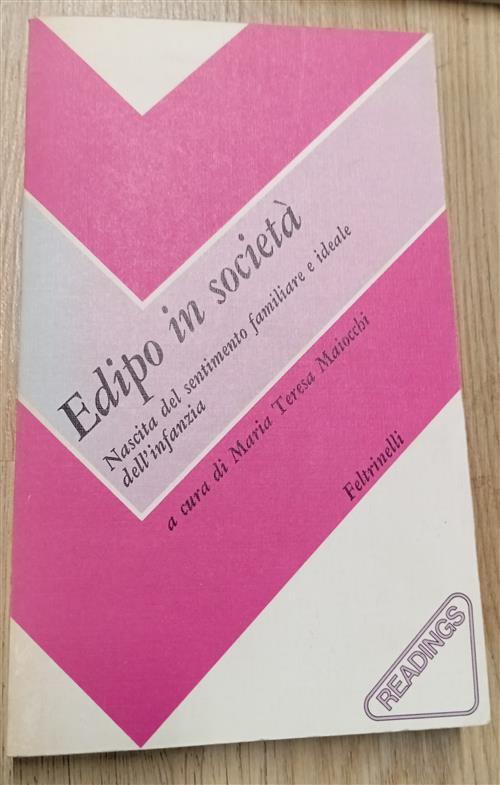 Edipo in società
Nascita del sentimento familiare e ideale
dell'infanzia
a cura di Maria Teresa Maiocchi
Feltrinelli
READINGS